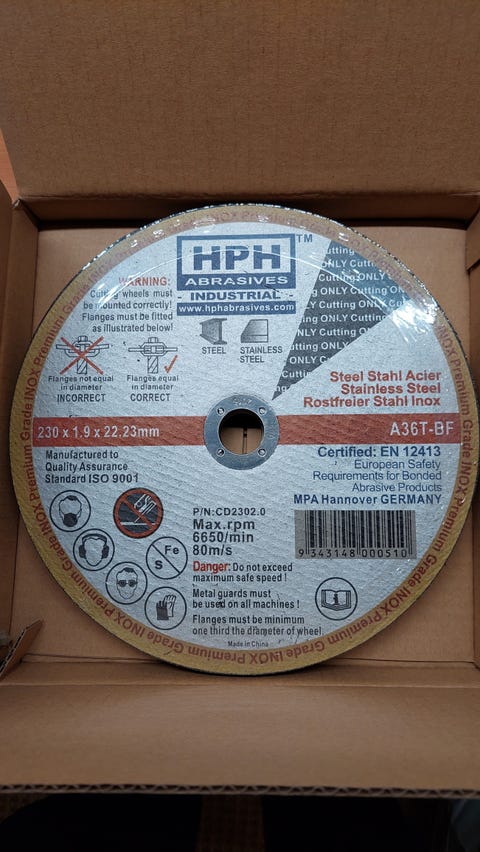 HPH
TM
ABRASIVES
INDUSTRIAL
www.hphabrasives.com
WARNING:
Cutting wheels must
be mounted correctly!
Flanges must be fitted
as illustrated below!
Flanges not equal
in diameter
INCORRECT
Flanges equal
in diameter
CORRECT
STEEL
STAINLESS
STEEL
Cutting ONLY
Steel Stahl Acier
Stainless Steel
Rostfreier Stahl Inox
230 x 1.9 x 22.23mm
A36T-BF
Manufactured to
Quality Assurance
Standard ISO 9001
Certified: EN 12413
European Safety
Requirements for Bonded
Abrasive Products
MPA Hannover GERMANY
Fe
S
P/N:CD2302.0
Max.rpm
6650/min
80m/s
Danger: Do not exceed
maximum safe speed !
Metal guards must
be used on all machines !
Flanges must be minimum
one third the diameter of wheel
Made in China
9 343148 000510
Premium Grade INOX Premium Grade INOX Premium Grade INOX Premium Grade INOX